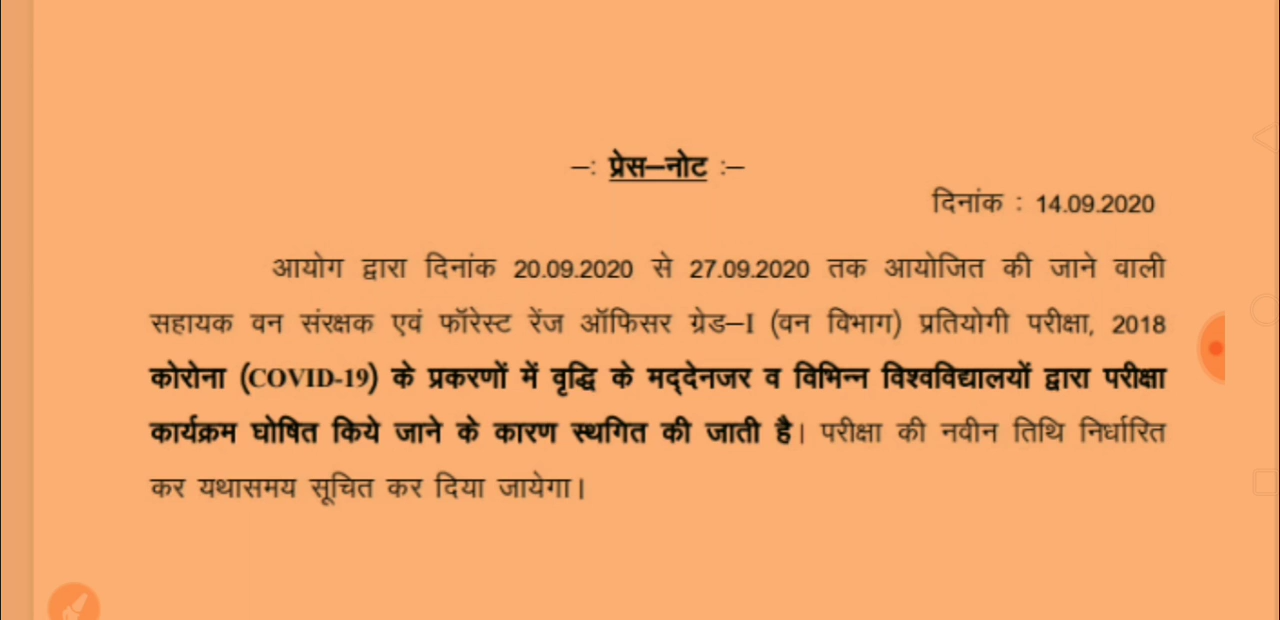 –: प्रेस–नोट :–
दिनांक : 14.09.2020
आयोग द्वारा दिनांक 20.09.2020 से 27.09.2020 तक आयोजित की जाने वाली
सहायक वन संरक्षक एवं फॉरेस्ट रेंज ऑफिसर ग्रेड–I (वन विभाग) प्रतियोगी परीक्षा, 2018
कोरोना (COVID-19) के प्रकरणों में वृद्धि के मद्देनजर व विभिन्न विश्वविद्यालयों द्वारा परीक्षा
कार्यक्रम घोषित किये जाने के कारण स्थगित की जाती है। परीक्षा की नवीन तिथि निर्धारित
कर यथासमय सूचित कर दिया जायेगा।